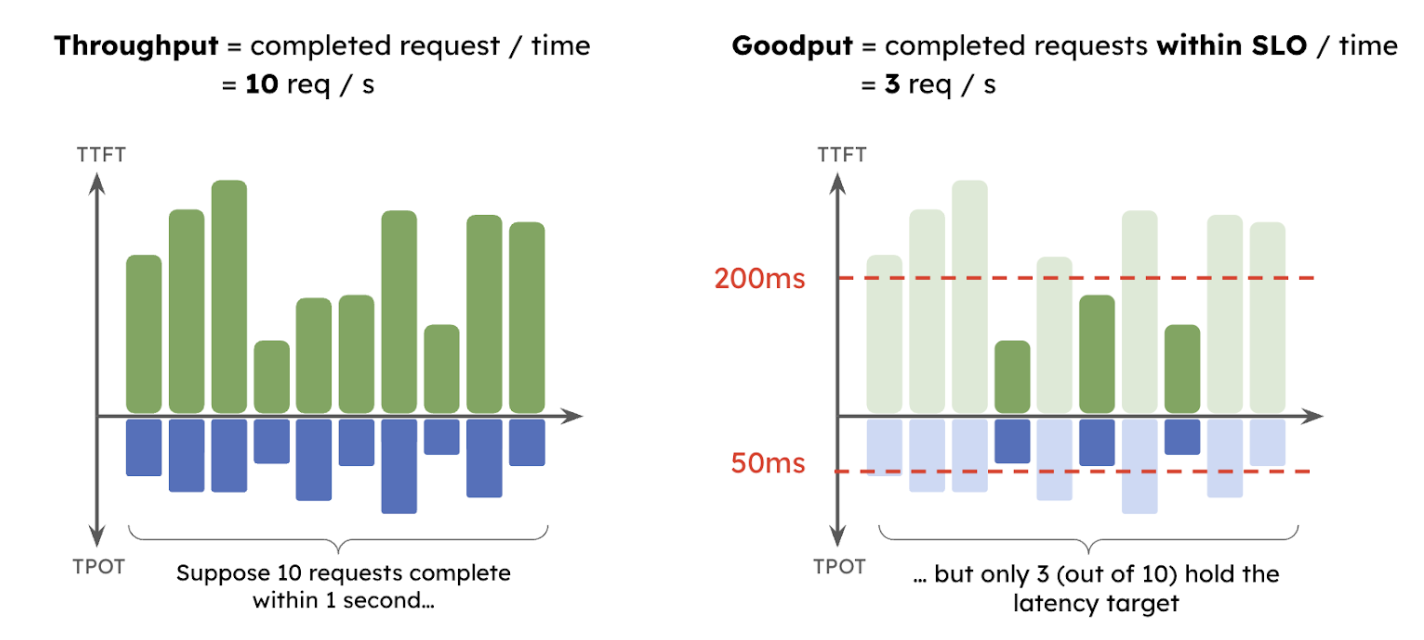 Throughput = completed request / time
= 10 req / s
Goodput = completed requests within SLO / time
= 3 req / s
TTFT
TPOT
Suppose 10 requests complete
within 1 second...
TTFT
200ms
50ms
TPOT
... but only 3 (out of 10) hold the
latency target